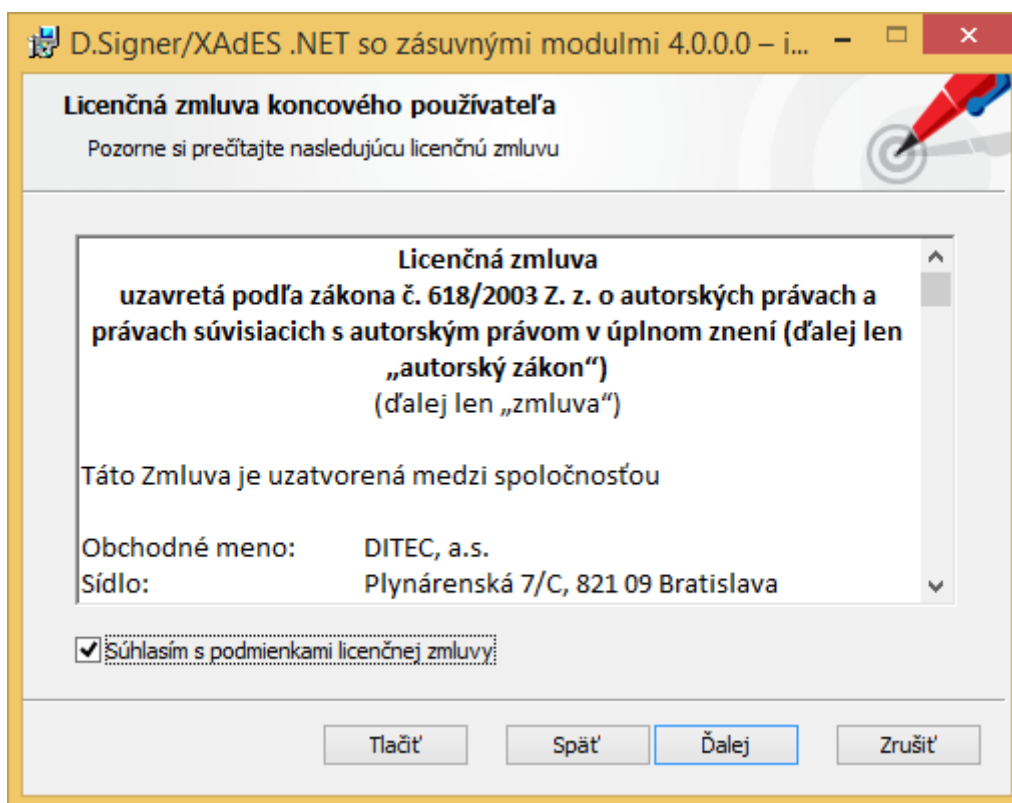 D.Signer/XAdES .NET so zásuvnými modulmi 4.0.0.0 – i...
Licenčná zmluva koncového používateľa
Pozorne si prečítajte nasledujúcu licenčnú zmluvu
Licenčná zmluva
uzavretá podľa zákona č. 618/2003 Z. z. o autorských právach a
právach súvisiacich s autorským právom v úplnom znení (ďalej len
„autorský zákon“)
(ďalej len „zmluva“)
Táto Zmluva je uzatvorená medzi spoločnosťou
Obchodné meno: DITEC, a.s.
Sídlo: Plynárenská 7/C, 821 09 Bratislava
Súhlasím s podmienkami licenčnej zmluvy
Tlačiť Späť Ďalej Zrušiť